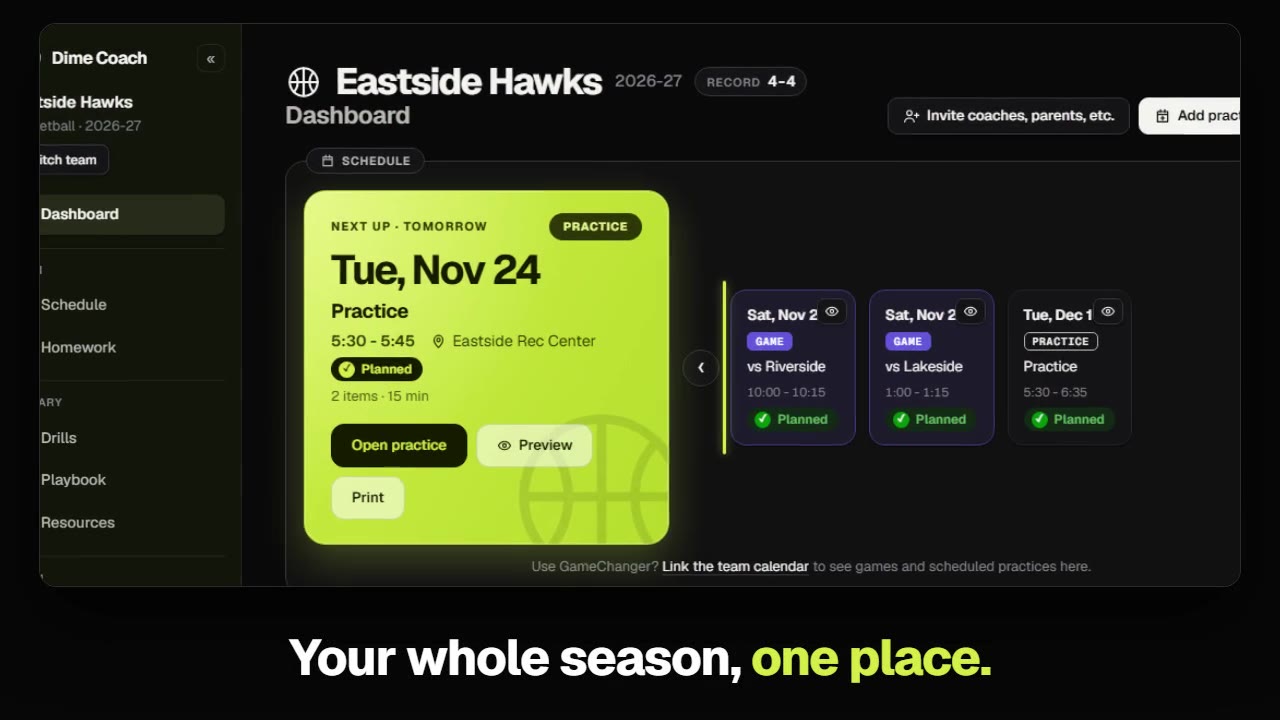 Dime Coach
«
tside Hawks
etball · 2026-27
itch team
Dashboard
Schedule
Homework
ARY
Drills
Playbook
Resources
Eastside Hawks 2026-27 RECORD 4-4
Dashboard
Invite coaches, parents, etc.
Add pract
SCHEDULE
NEXT UP · TOMORROW PRACTICE
Tue, Nov 24
Practice
5:30 - 5:45 Eastside Rec Center
Planned
2 items · 15 min
Open practice Preview
Print
Sat, Nov 2
GAME
vs Riverside
10:00 - 10:15
Planned
Sat, Nov 2
GAME
vs Lakeside
1:00 - 1:15
Planned
Tue, Dec 1
PRACTICE
Practice
5:30 - 6:35
Planned
Use GameChanger? Link the team calendar to see games and scheduled practices here.
Your whole season, one place.